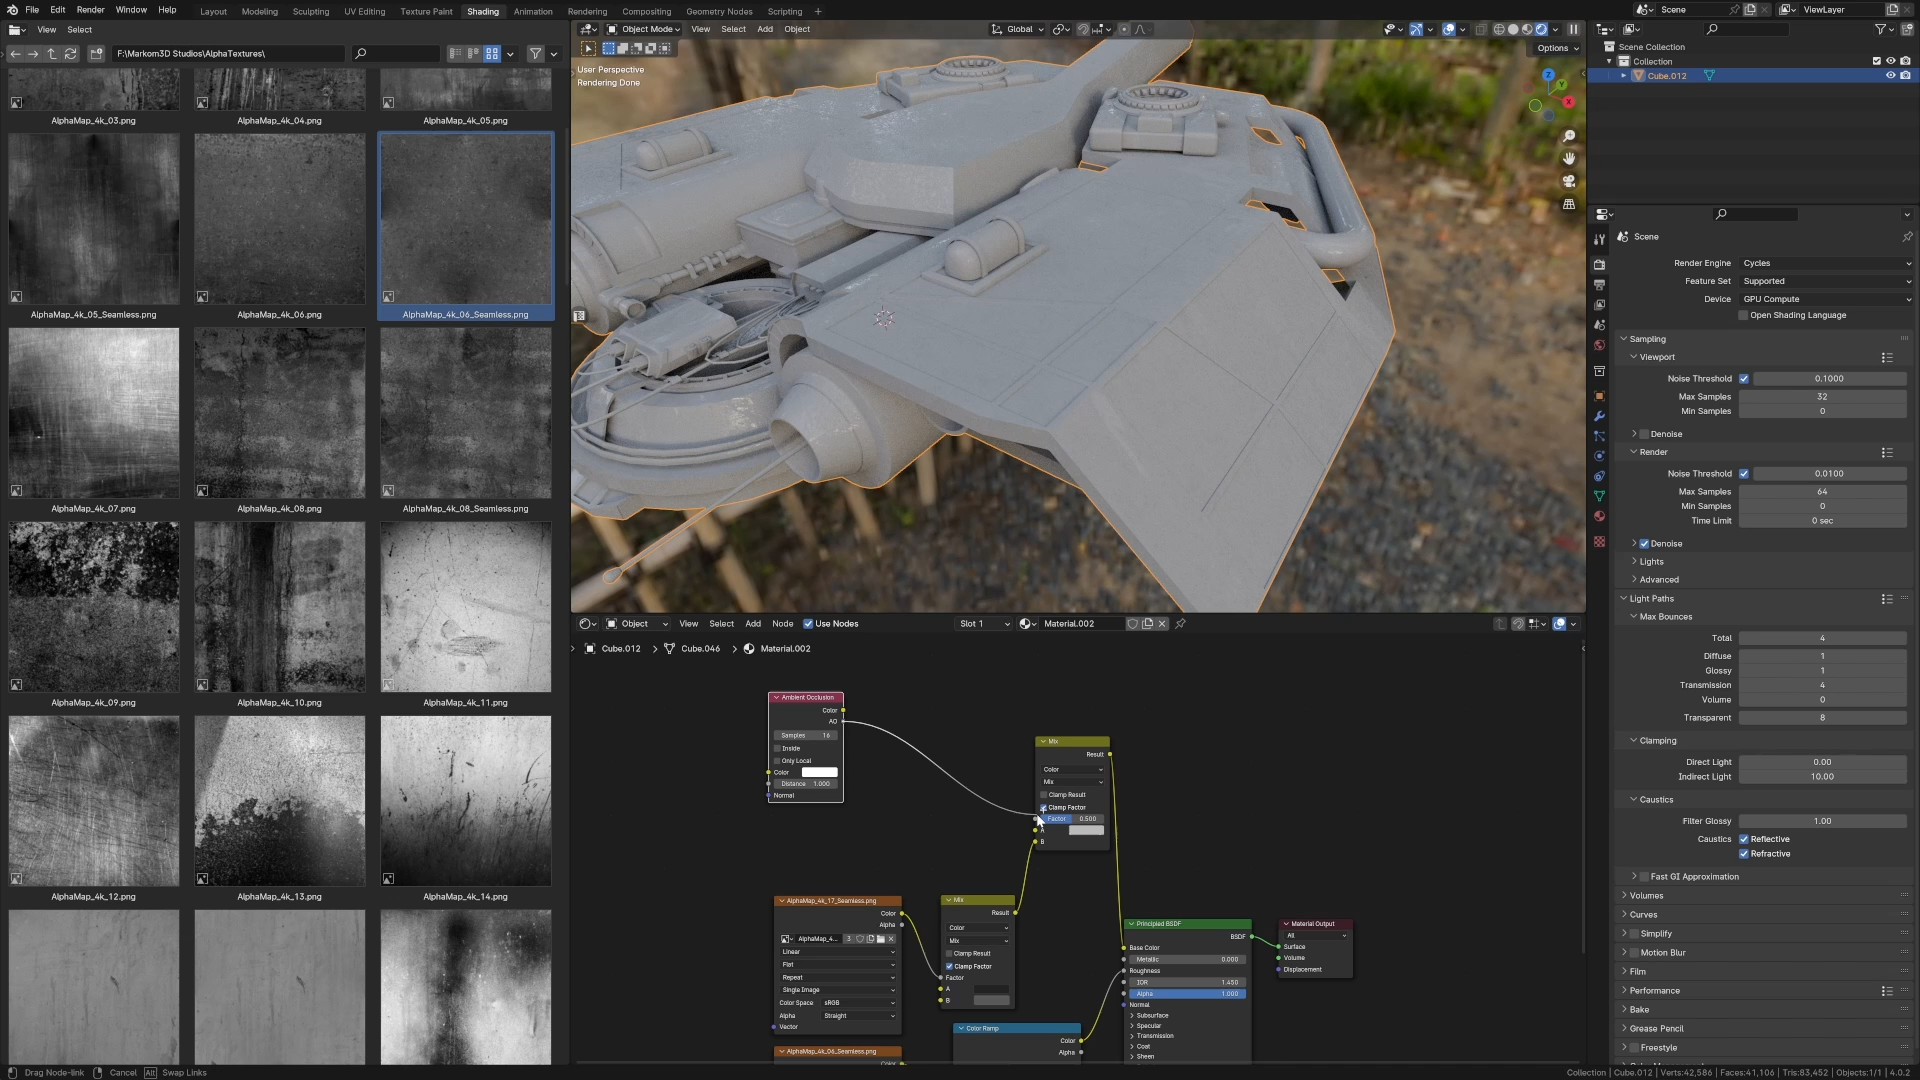 File Edit Render Window Help
Layout Modeling Sculpting UV Editing Texture Paint Shading Animation Rendering Compositing Geometry Nodes Scripting +
Scene
ViewLayer
View Select
F:\Markom3D Studios\AlphaTextures\
AlphaMap_4k_03.png
AlphaMap_4k_04.png
AlphaMap_4k_05.png
AlphaMap_4k_05_Seamless.png
AlphaMap_4k_06.png
AlphaMap_4k_06_Seamless.png
AlphaMap_4k_07.png
AlphaMap_4k_08.png
AlphaMap_4k_08_Seamless.png
AlphaMap_4k_09.png
AlphaMap_4k_10.png
AlphaMap_4k_11.png
AlphaMap_4k_12.png
AlphaMap_4k_13.png
AlphaMap_4k_14.png
Object Mode View Select Add Object
Global
Options
User Perspective
Rendering Done
Z
Y
X
Object View Select Add Node Use Nodes
Slot 1
Material.002
Cube.012 > Cube.046 > Material.002
Ambient Occlusion
Color
AO
Samples 16
Inside
Only Local
Color
Distance 1.000
Normal
Mix
Result
Color
Mix
Clamp Result
Clamp Factor
Factor 0.500
A
B
AlphaMap_4k_17_Seamless.png
Color
Alpha
AlphaMap_4... 3
Linear
Flat
Repeat
Single Image
Color Space sRGB
Alpha Straight
Vector
AlphaMap_4k_06_Seamless.png
Mix
Result
Color
Mix
Clamp Result
Clamp Factor
Factor
A
B
Color Ramp
Color
Alpha
Principled BSDF
BSDF
Base Color
Metallic 0.000
Roughness
IOR 1.450
Alpha 1.000
Normal
Subsurface
Specular
Transmission
Coat
Sheen
Material Output
All
Surface
Volume
Displacement
Scene Collection
Collection
Cube.012
Scene
Render Engine Cycles
Feature Set Supported
Device GPU Compute
Open Shading Language
Sampling
Viewport
Noise Threshold 0.1000
Max Samples 32
Min Samples 0
Denoise
Render
Noise Threshold 0.0100
Max Samples 64
Min Samples 0
Time Limit 0 sec
Denoise
Lights
Advanced
Light Paths
Max Bounces
Total 4
Diffuse 1
Glossy 1
Transmission 4
Volume 0
Transparent 8
Clamping
Direct Light 0.00
Indirect Light 10.00
Caustics
Filter Glossy 1.00
Caustics Reflective
Refractive
Fast GI Approximation
Volumes
Curves
Simplify
Motion Blur
Film
Performance
Bake
Grease Pencil
Freestyle
Drag Node-link Cancel Alt Swap Links
Collection | Cube.012 | Verts:42,586 | Faces:41,106 | Tris:83,452 | Objects:1/1 | 4.0.2